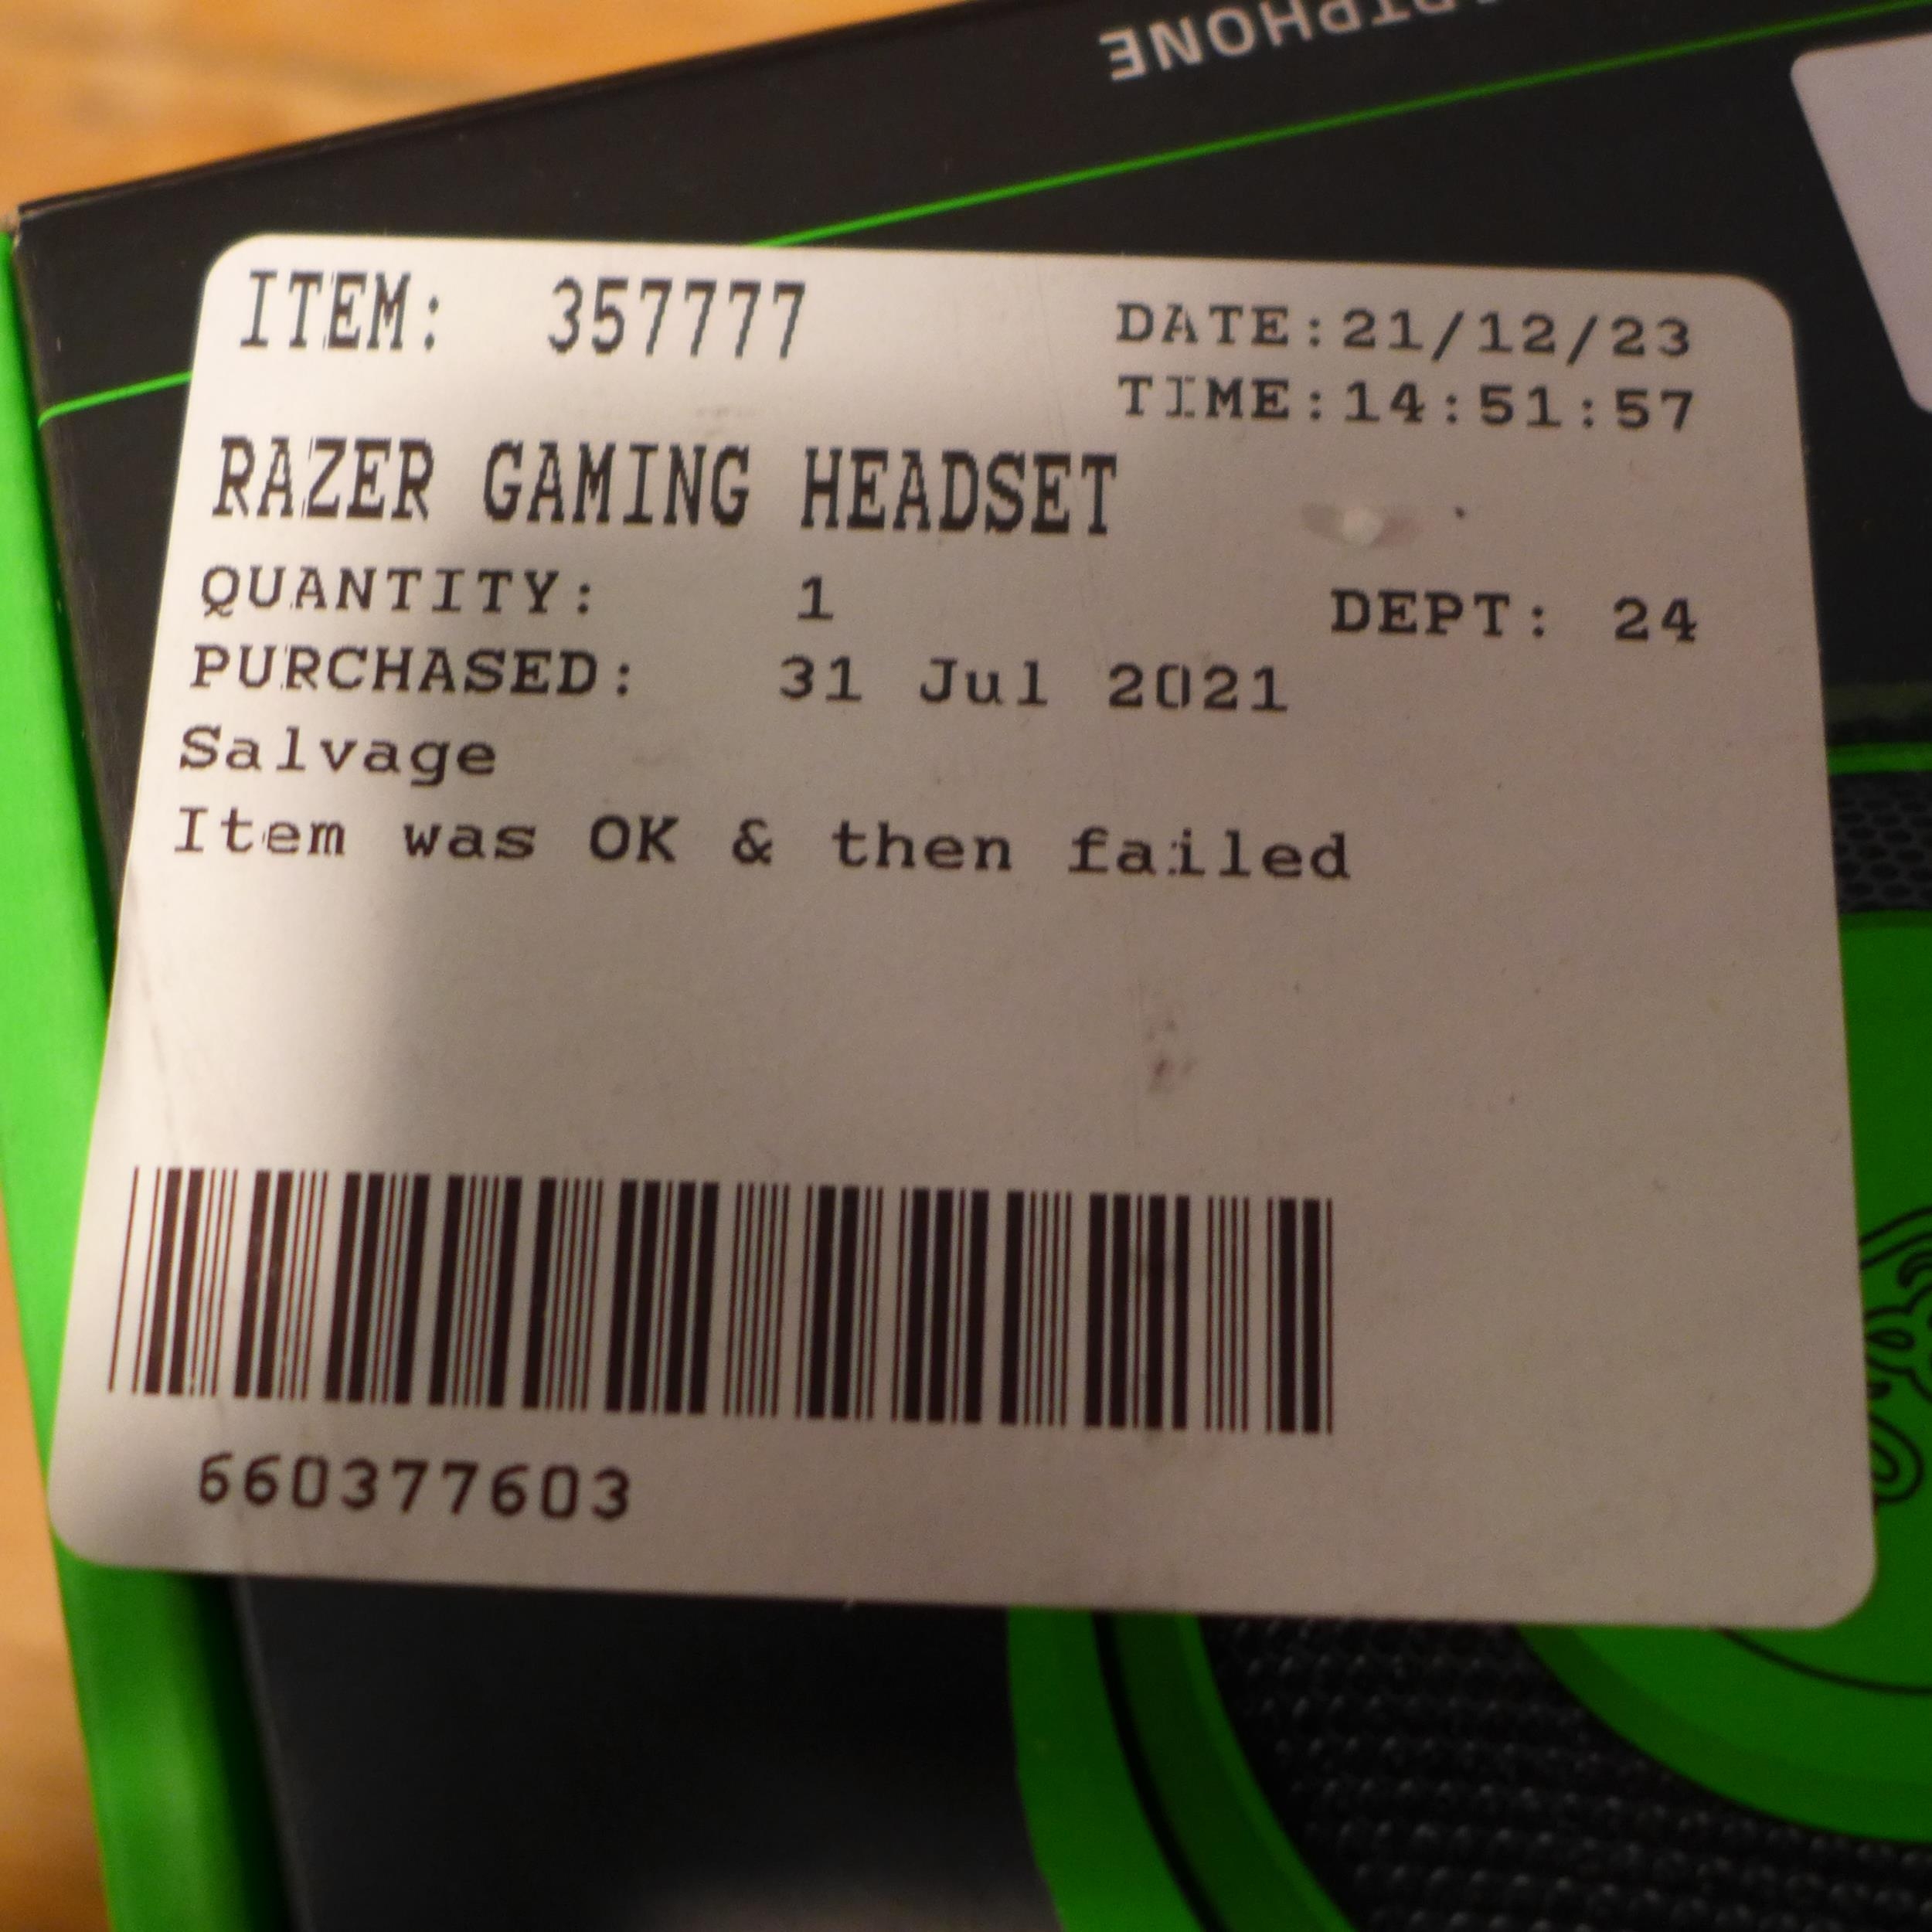 ITEM: 357777
DATE:21/12/23
TIME:14:51:57
RAZER GAMING HEADSET
QUANTITY: 1
DEPT: 24
PURCHASED: 31 Jul 2021
Salvage
Item was OK & then failed
660377603